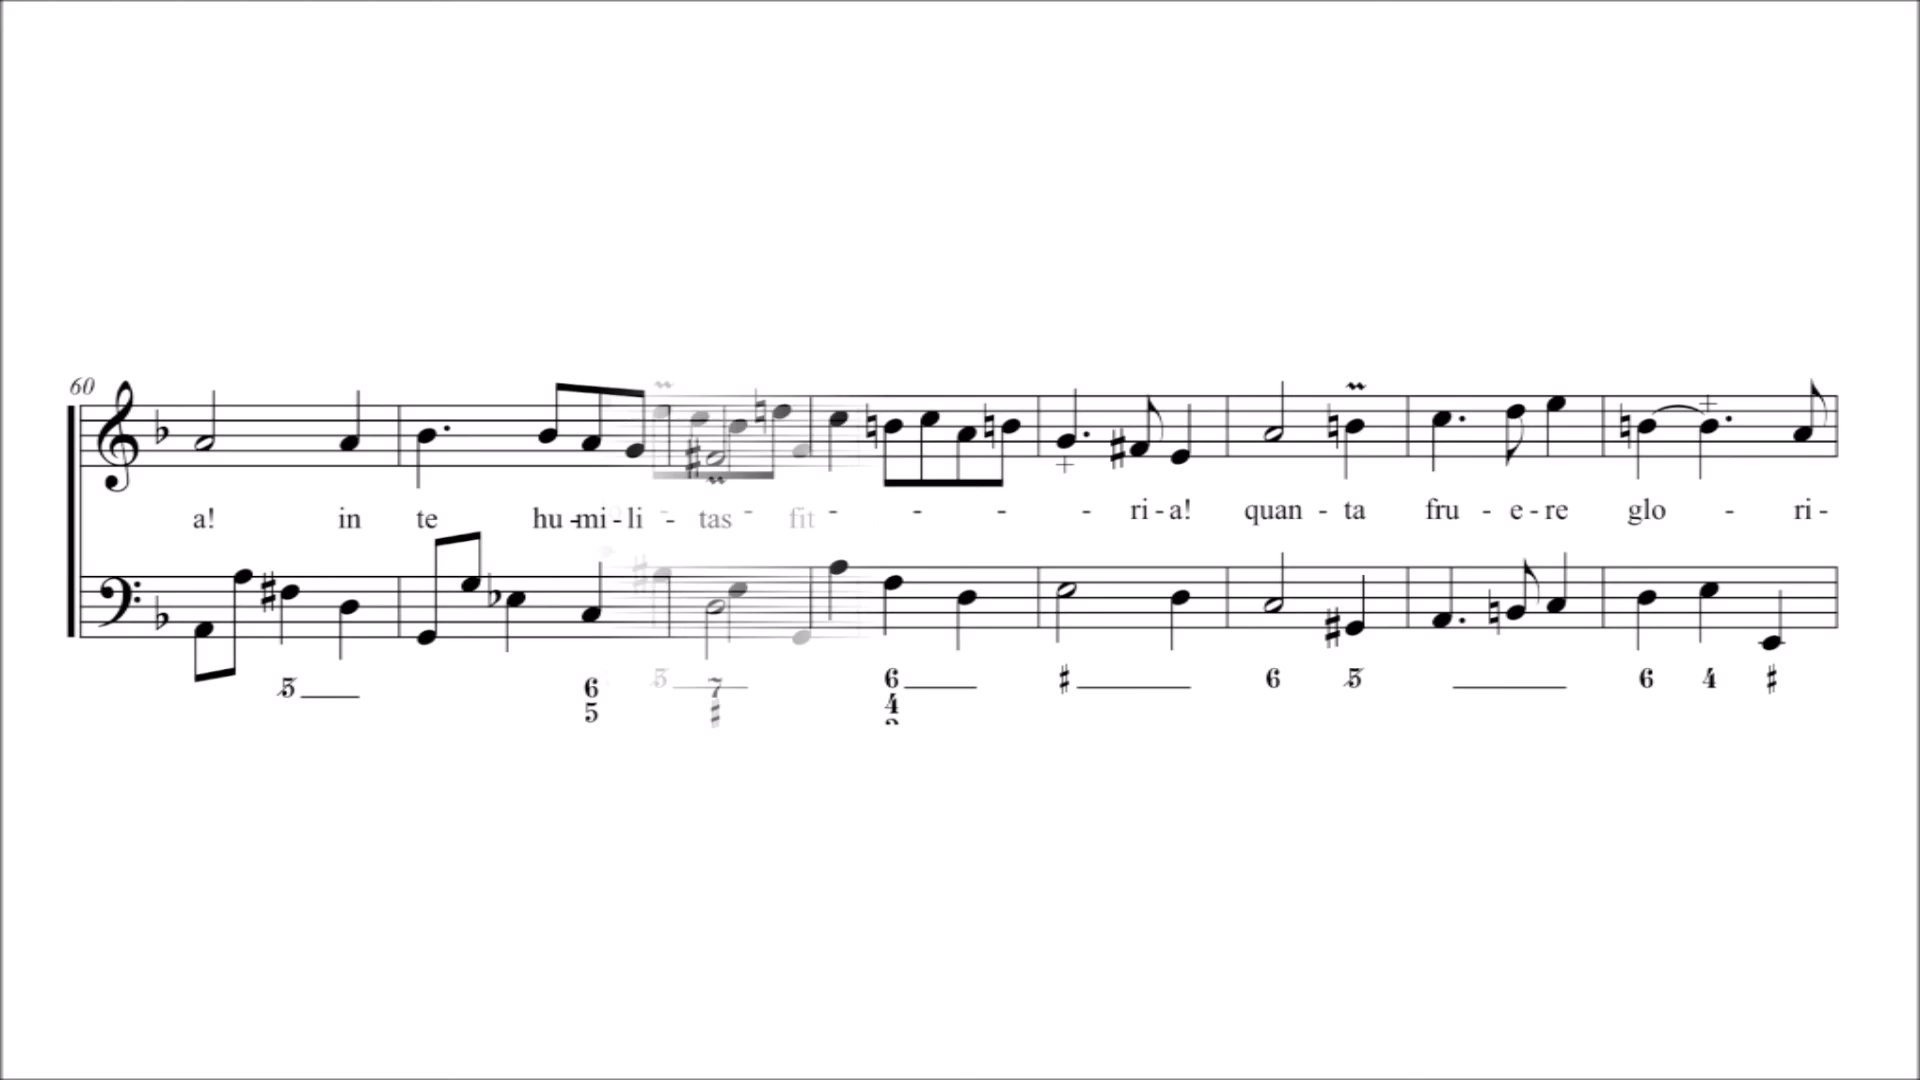 60
a! in te hu - mi - li - tas fit - - - - ri - a! quan - ta fru - e - re glo - ri -
5 6 5 7 6 # 6 5 6 4 #
5 # 4